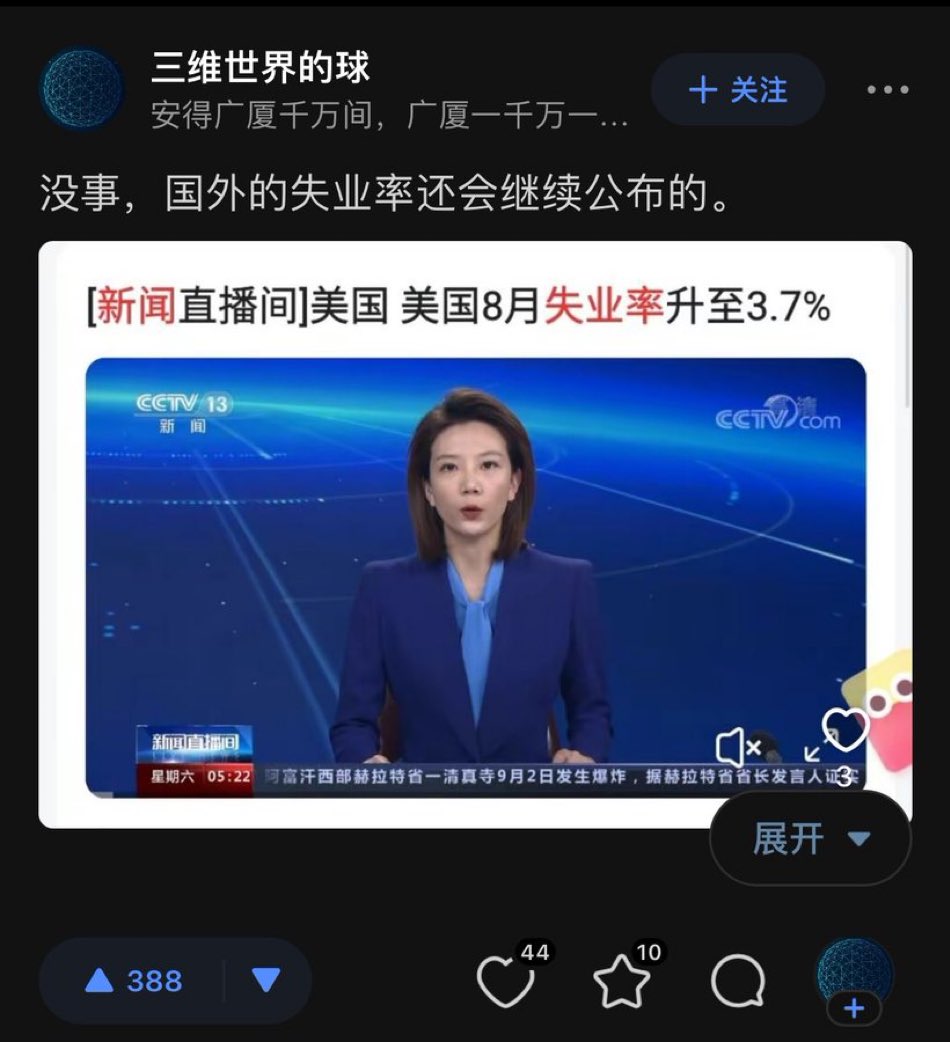 三维世界的球
安得广厦千万间，广厦一千万一...
+ 关注
没事，国外的失业率还会继续公布的。
[新闻直播间]美国 美国8月失业率升至3.7%
CCTV 13
新闻
CCTV.com
高清
新闻直播间
星期六 05:22
阿富汗西部赫拉特省一清真寺9月2日发生爆炸，据赫拉特省省长发言人证实
3
展开
388
44
10